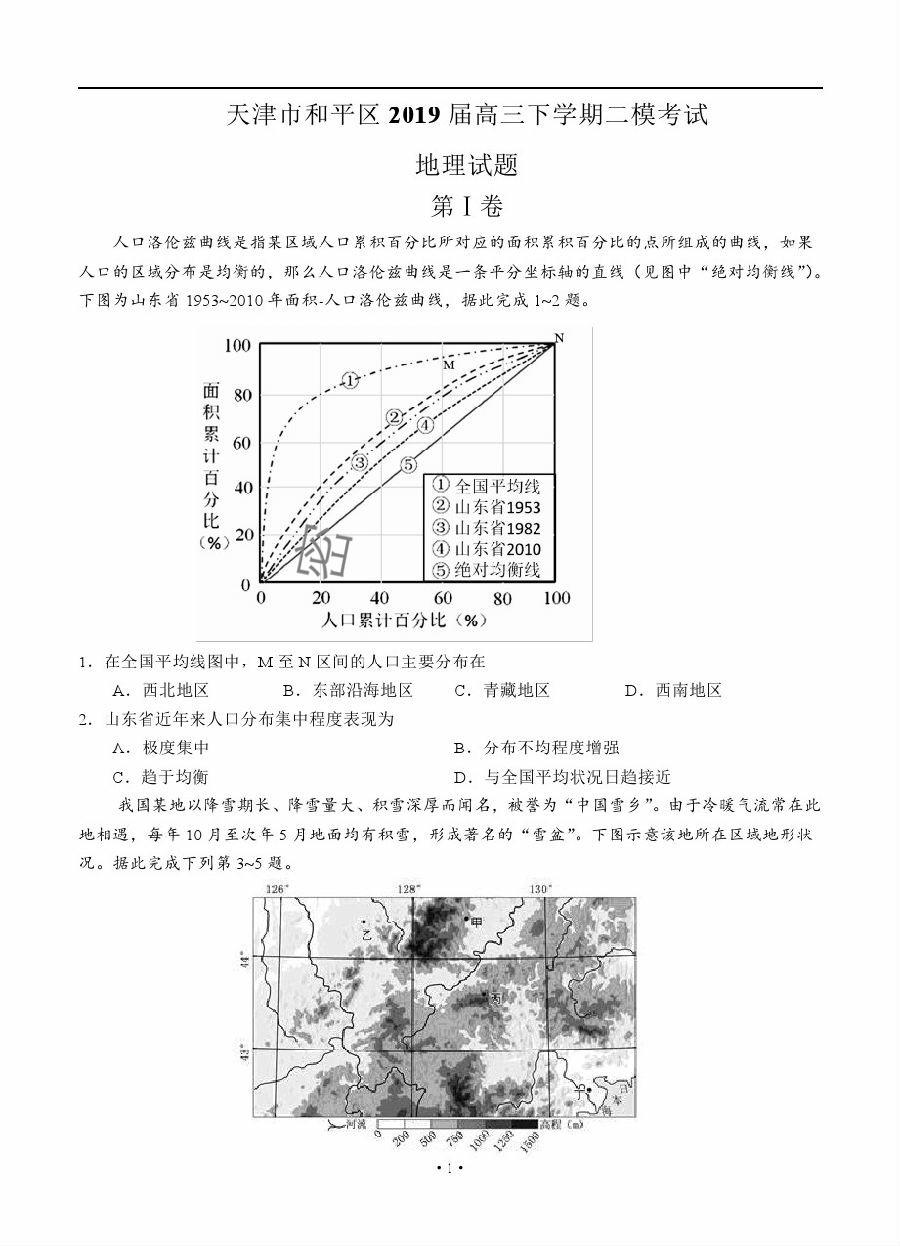 天津市和平区 2019 届高三下学期二模考试
地理试题
第 I 卷
人口洛伦兹曲线是指某区域人口累积百分比所对应的面积累积百分比的点所组成的曲线，如果
人口的区域分布是均衡的，那么人口洛伦兹曲线是一条平分坐标轴的直线（见图中“绝对均衡线”）。
下图为山东省 1953~2010 年面积-人口洛伦兹曲线，据此完成 1~2 题。
面积累计百分比（%）
100
80
60
40
20
0
M
N
①
②
③
④
⑤
① 全国平均线
② 山东省1953
③ 山东省1982
④ 山东省2010
⑤ 绝对均衡线
密
0 20 40 60 80 100
人口累计百分比（%）
1．在全国平均线图中，M 至 N 区间的人口主要分布在
A．西北地区 B．东部沿海地区 C．青藏地区 D．西南地区
2．山东省近年来人口分布集中程度表现为
A．极度集中 B．分布不均程度增强
C．趋于均衡 D．与全国平均状况日趋接近
我国某地以降雪期长、降雪量大、积雪深厚而闻名，被誉为“中国雪乡”。由于冷暖气流常在此
地相遇，每年 10 月至次年 5 月地面均有积雪，形成著名的“雪盆”。下图示意该地所在区域地形状
况。据此完成下列第 3~5 题。
126° 128° 130°
甲
乙
44°
丙
43°
丁
日本海
河流 0 200 500 750 1000 1250 1500 高程（m）
·1·